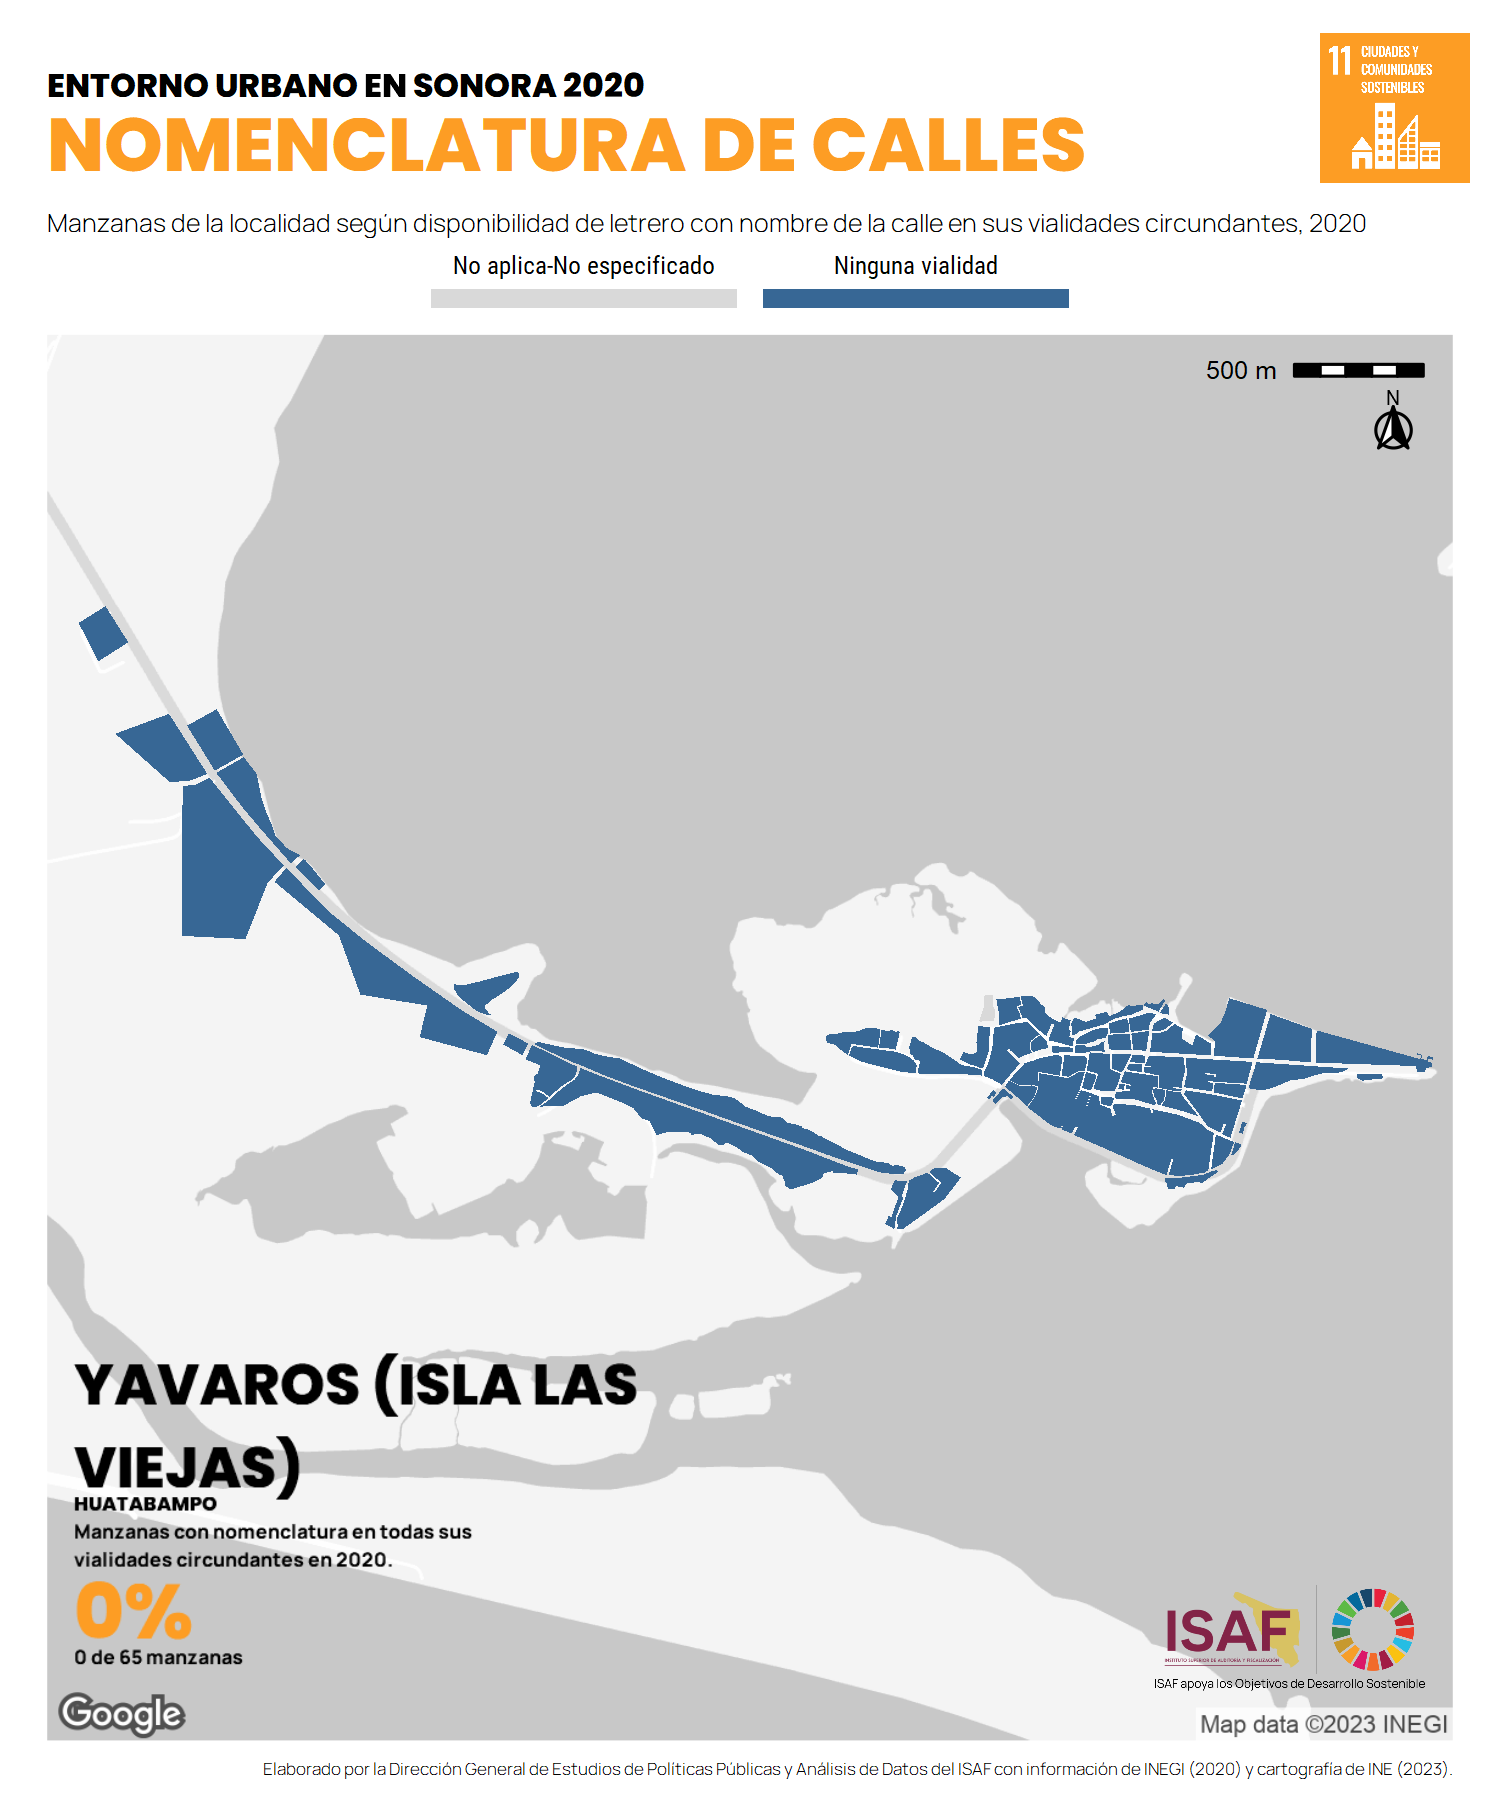 ENTORNO URBANO EN SONORA 2020
NOMENCLATURA DE CALLES
11 CIUDADES Y
COMUNIDADES
SOSTENIBLES
Manzanas de la localidad según disponibilidad de letrero con nombre de la calle en sus vialidades circundantes, 2020
No aplica-No especificado
Ninguna vialidad
500 m
N
YAVAROS (ISLA LAS
VIEJAS)
HUATABAMPO
Manzanas con nomenclatura en todas sus
vialidades circundantes en 2020.
0%
0 de 65 manzanas
ISAF
INSTITUTO SUPERIOR DE AUDITORÍA Y FISCALIZACIÓN
ISAF apoya los Objetivos de Desarrollo Sostenible
Google
Map data ©2023 INEGI
Elaborado por la Dirección General de Estudios de Políticas Públicas y Análisis de Datos del ISAF con información de INEGI (2020) y cartografía de INE (2023).